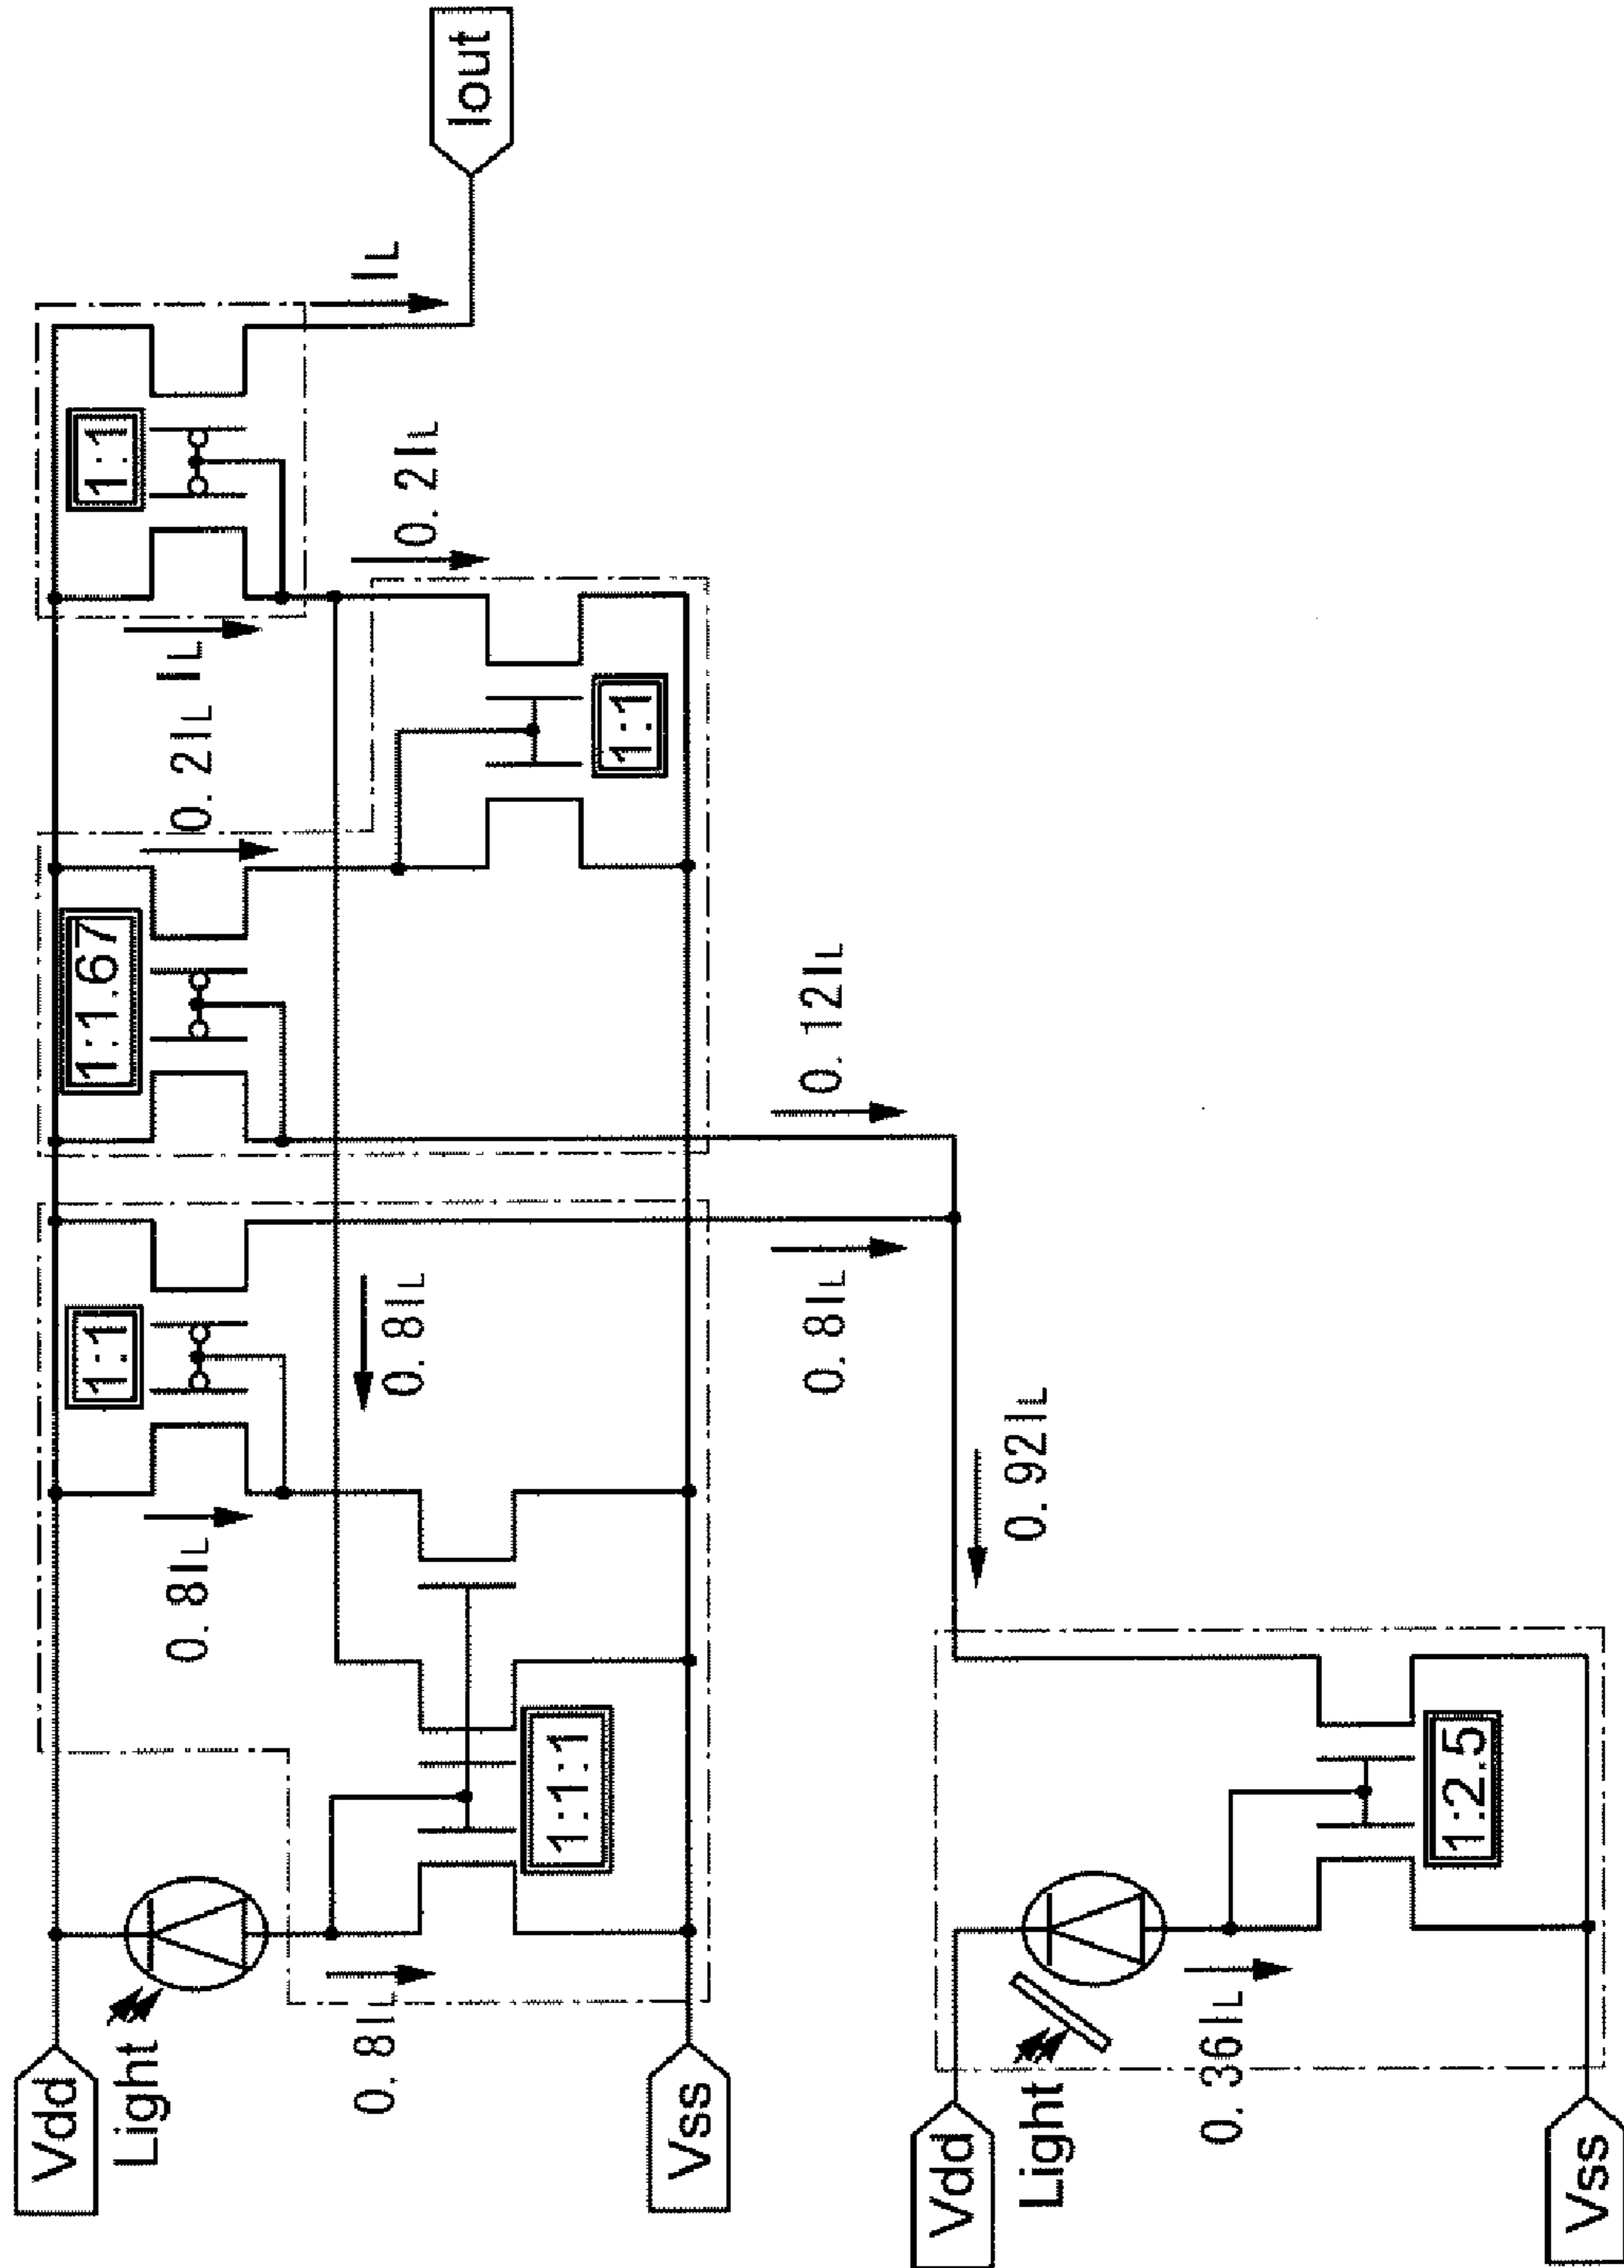 Vdd
Light
0. 8IL
Vss
1:1:1
0. 8IL
1:1
0. 8IL
0. 8IL
1:1.67
0. 12IL
0. 2IL
1:1
IL
0. 2IL
1:1
IL
Iout
Vdd
Light
0. 36IL
Vss
1:2.5
0. 92IL